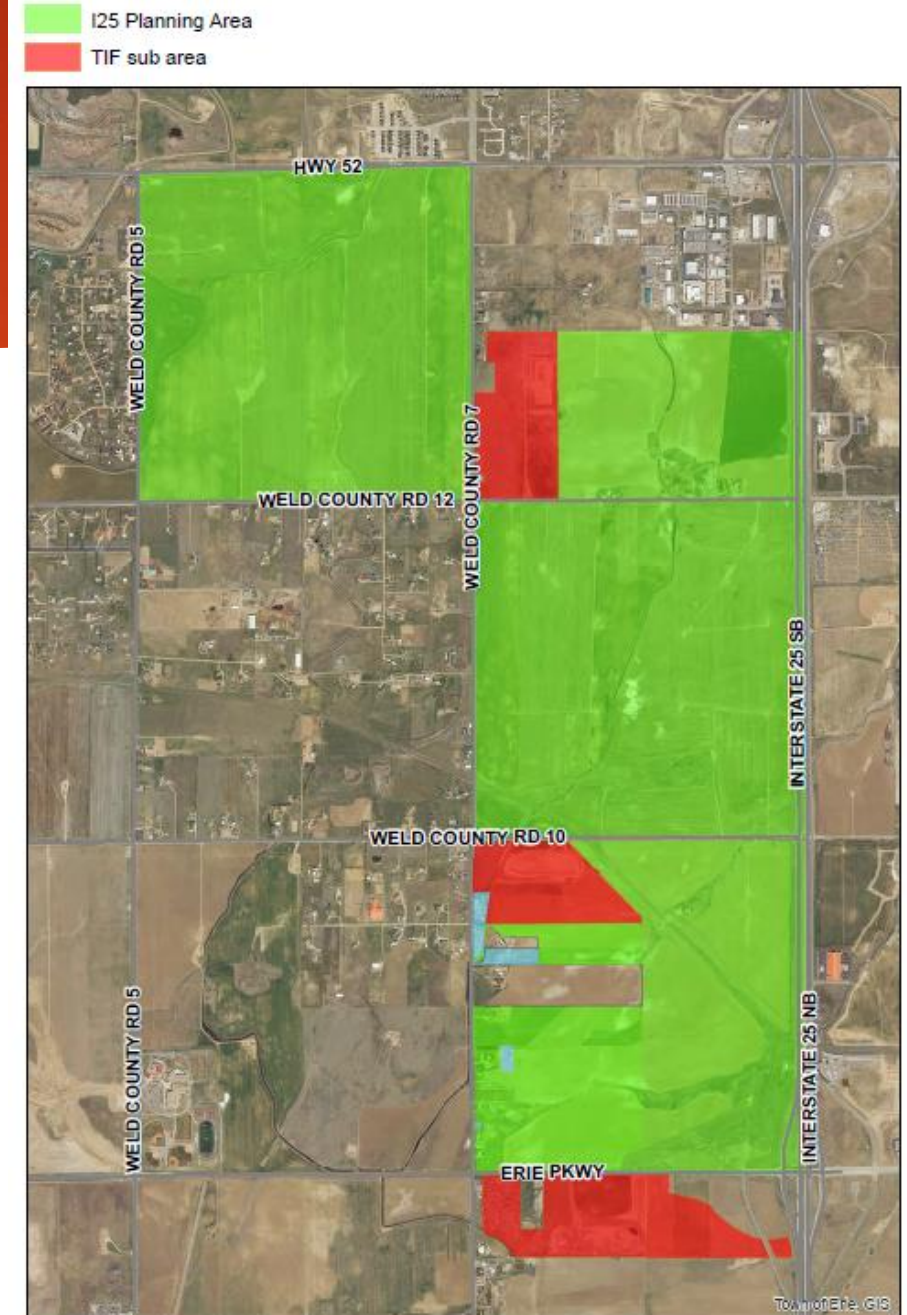 I25 Planning Area
TIF sub area
HWY 52
WELD COUNTY RD 5
WELD COUNTY RD 7
WELD COUNTY RD 12
INTERSTATE 25 SB
WELD COUNTY RD 10
WELD COUNTY RD 5
INTERSTATE 25 NB
ERIE PKWY
Town of Erie, GIS